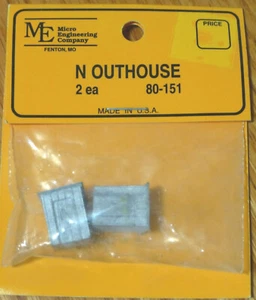 ME Micro
Engineering
Company
FENTON, MO
PRICE
N OUTHOUSE
2 ea 80-151
MADE IN U.S.A.